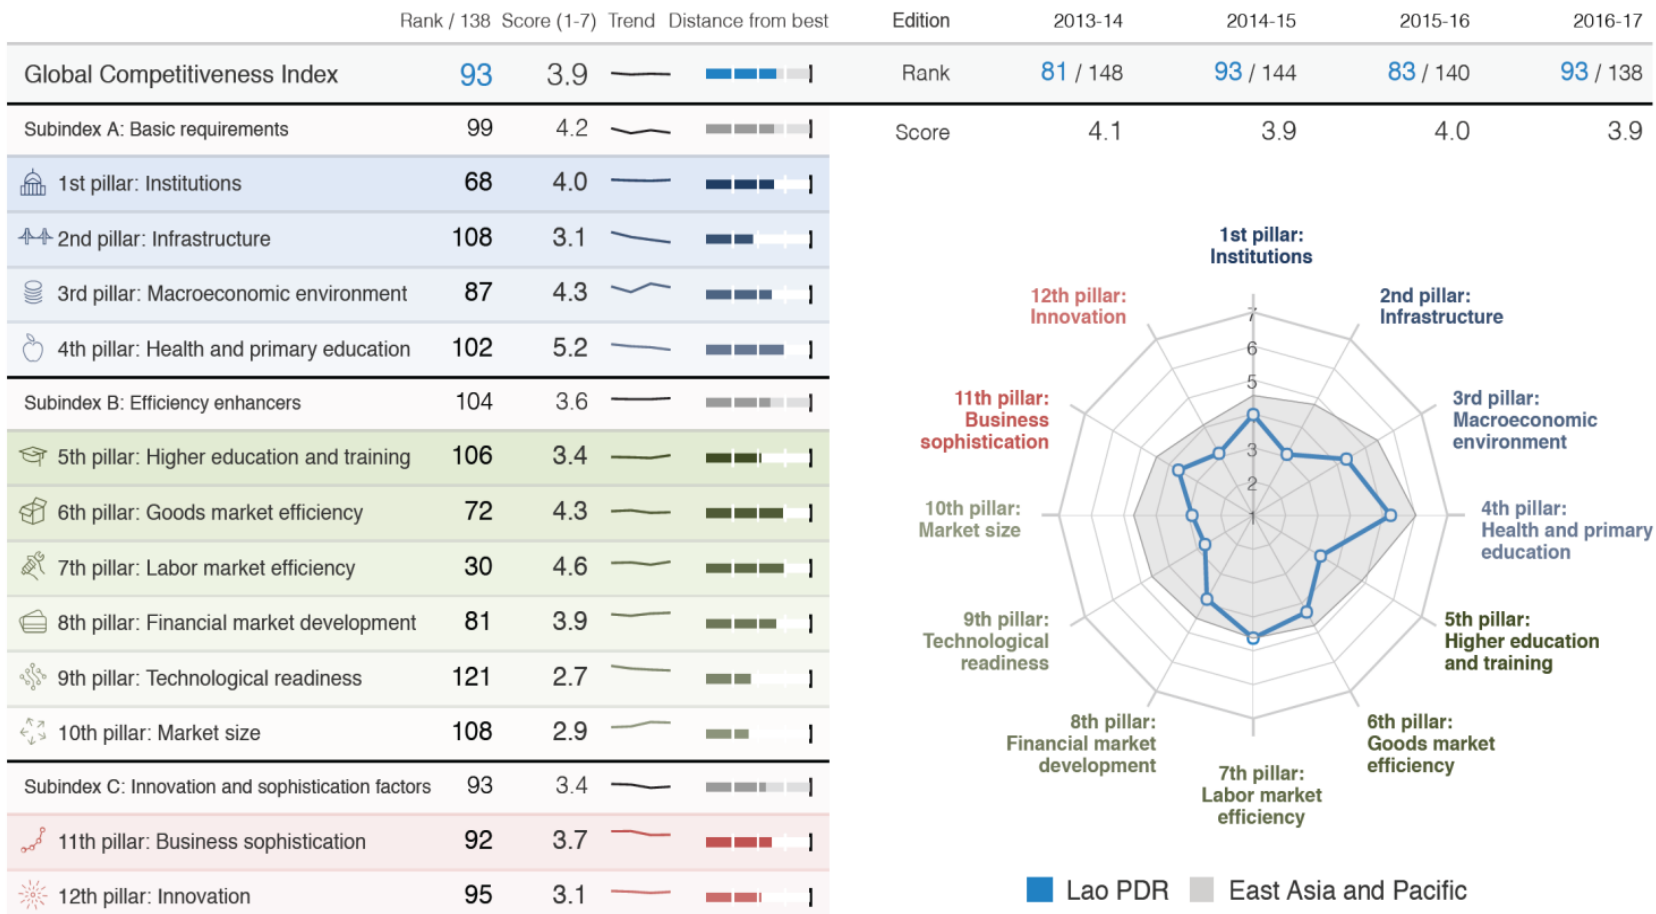 Rank / 138 Score (1-7) Trend Distance from best
Global Competitiveness Index 93 3.9
Subindex A: Basic requirements 99 4.2
1st pillar: Institutions 68 4.0
2nd pillar: Infrastructure 108 3.1
3rd pillar: Macroeconomic environment 87 4.3
4th pillar: Health and primary education 102 5.2
Subindex B: Efficiency enhancers 104 3.6
5th pillar: Higher education and training 106 3.4
6th pillar: Goods market efficiency 72 4.3
7th pillar: Labor market efficiency 30 4.6
8th pillar: Financial market development 81 3.9
9th pillar: Technological readiness 121 2.7
10th pillar: Market size 108 2.9
Subindex C: Innovation and sophistication factors 93 3.4
11th pillar: Business sophistication 92 3.7
12th pillar: Innovation 95 3.1
Edition 2013-14 2014-15 2015-16 2016-17
Rank 81 / 148 93 / 144 83 / 140 93 / 138
Score 4.1 3.9 4.0 3.9
1st pillar:
Institutions
2nd pillar:
Infrastructure
3rd pillar:
Macroeconomic
environment
4th pillar:
Health and primary
education
5th pillar:
Higher education
and training
6th pillar:
Goods market
efficiency
7th pillar:
Labor market
efficiency
8th pillar:
Financial market
development
9th pillar:
Technological
readiness
10th pillar:
Market size
11th pillar:
Business
sophistication
12th pillar:
Innovation
7
6
5
3
2
1
Lao PDR East Asia and Pacific